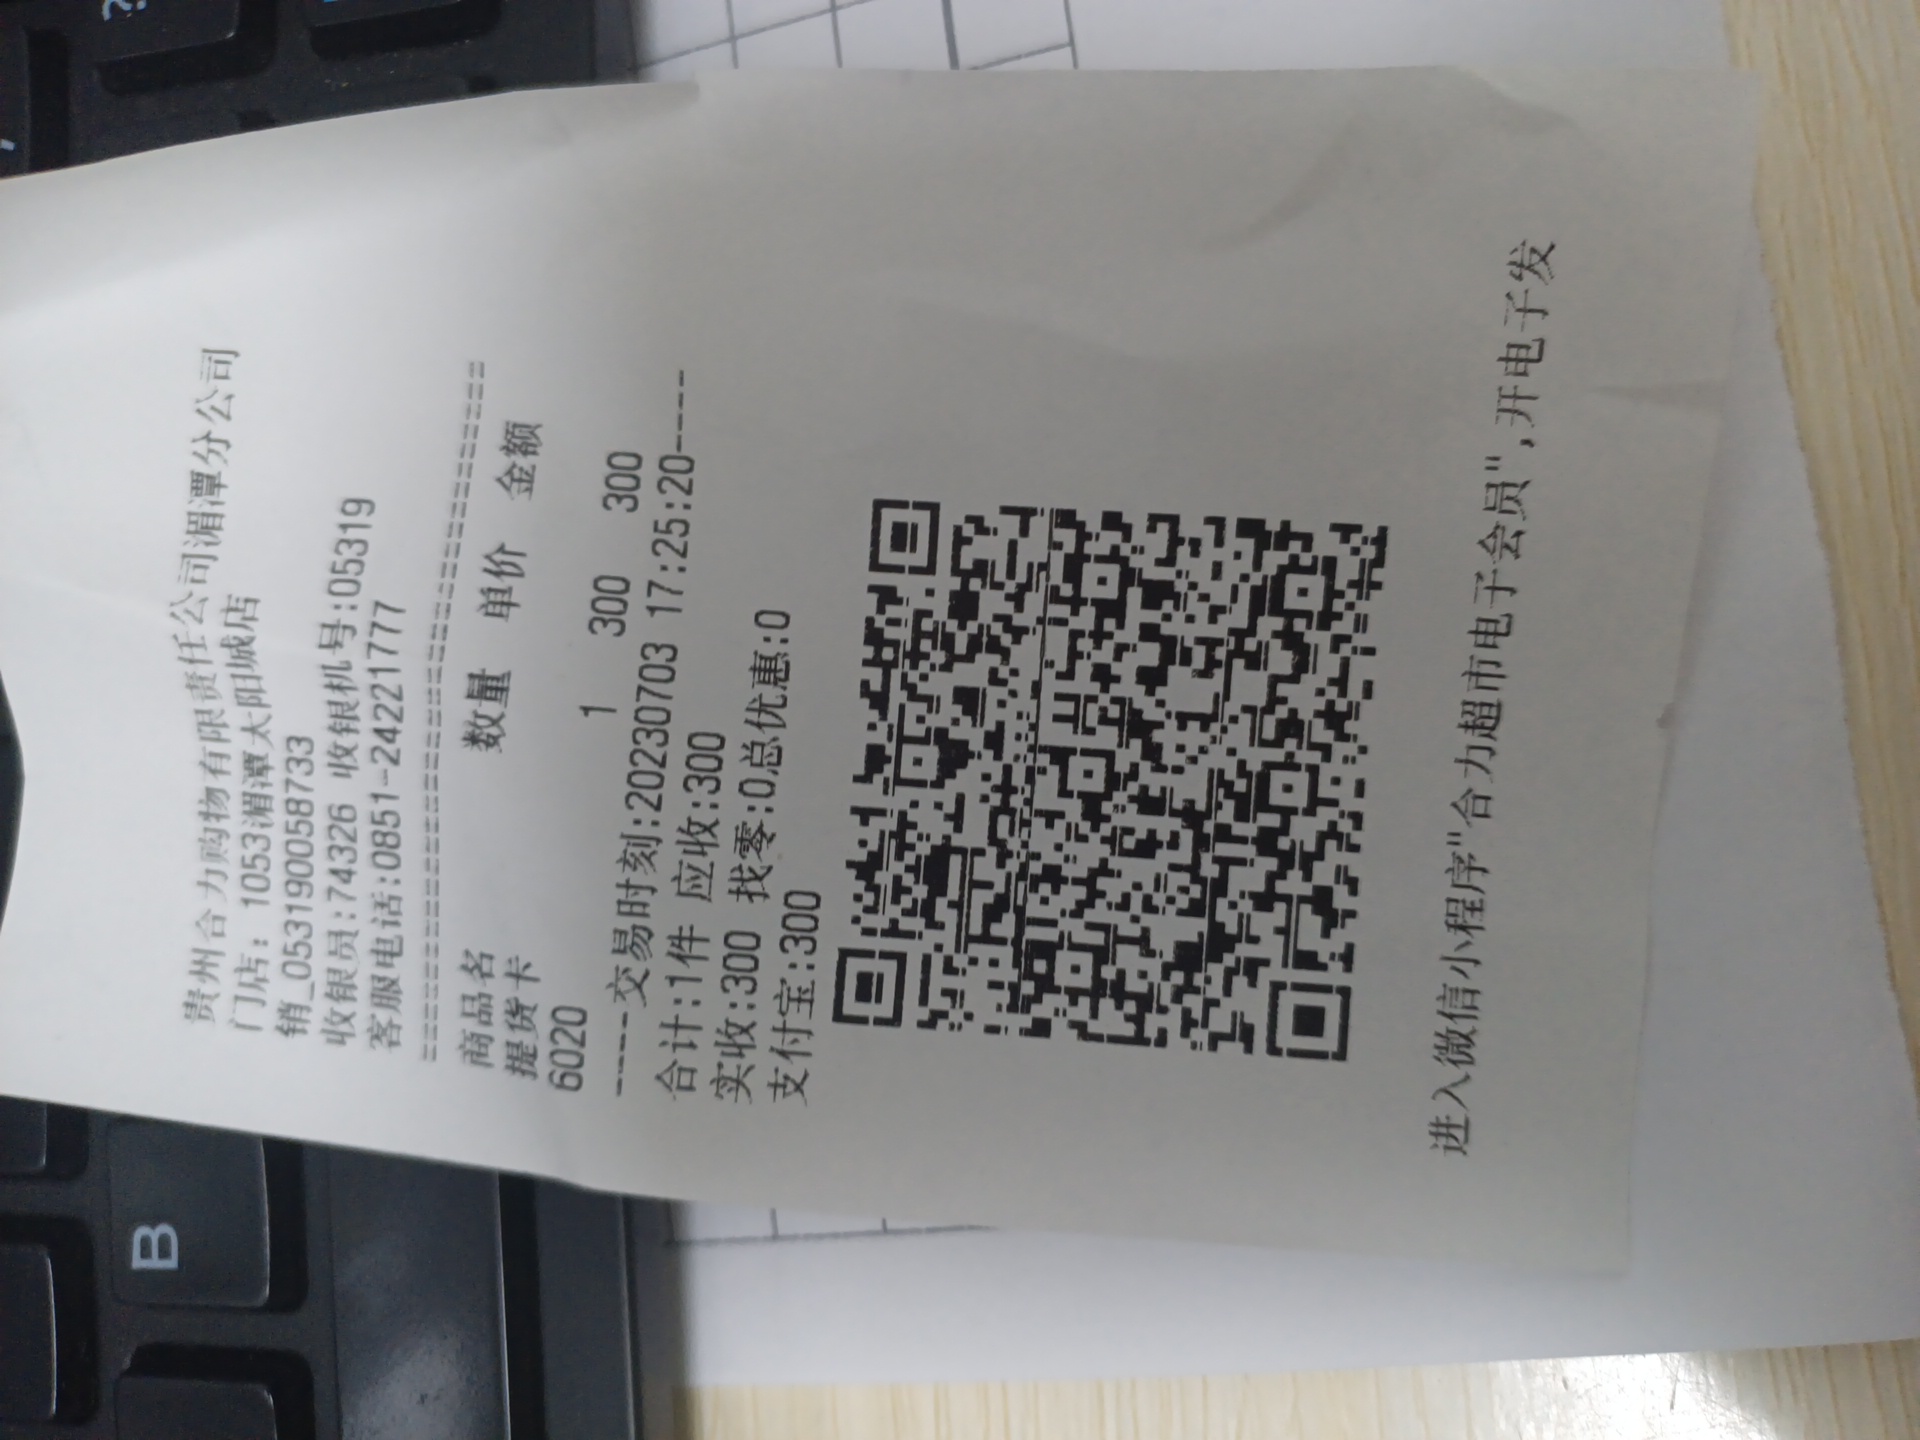 贵州合力购物有限责任公司湄潭分公司
门店: 1053湄潭太阳城店
销_053190058733
收银员:74326 收银机号:05319
客服电话:0851-24221777
================================
商品名 数量 单价 金额
提货卡
6020 1 300 300
-----交易时刻:20230703 17:25:20-----
合计:1件 应收:300
实收:300 找零:0总优惠:0
支付宝:300
进入微信小程序"合力超市电子会员",开电子发
B